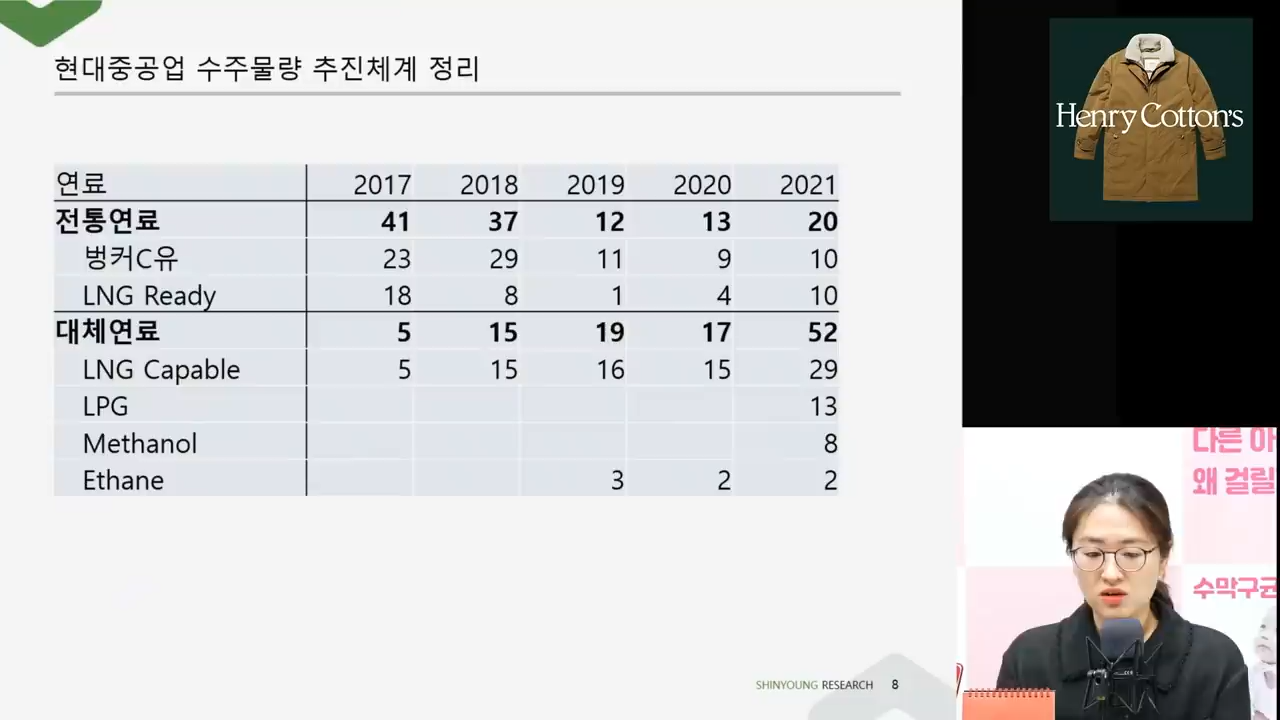 현대중공업 수주물량 추진체계 정리
연료 2017 2018 2019 2020 2021
전통연료 41 37 12 13 20
벙커C유 23 29 11 9 10
LNG Ready 18 8 1 4 10
대체연료 5 15 19 17 52
LNG Capable 5 15 16 15 29
LPG 13
Methanol 8
Ethane 3 2 2
SHINYOUNG RESEARCH 8
Henry Cotton's
다른 아
왜 걸릴
수막구균